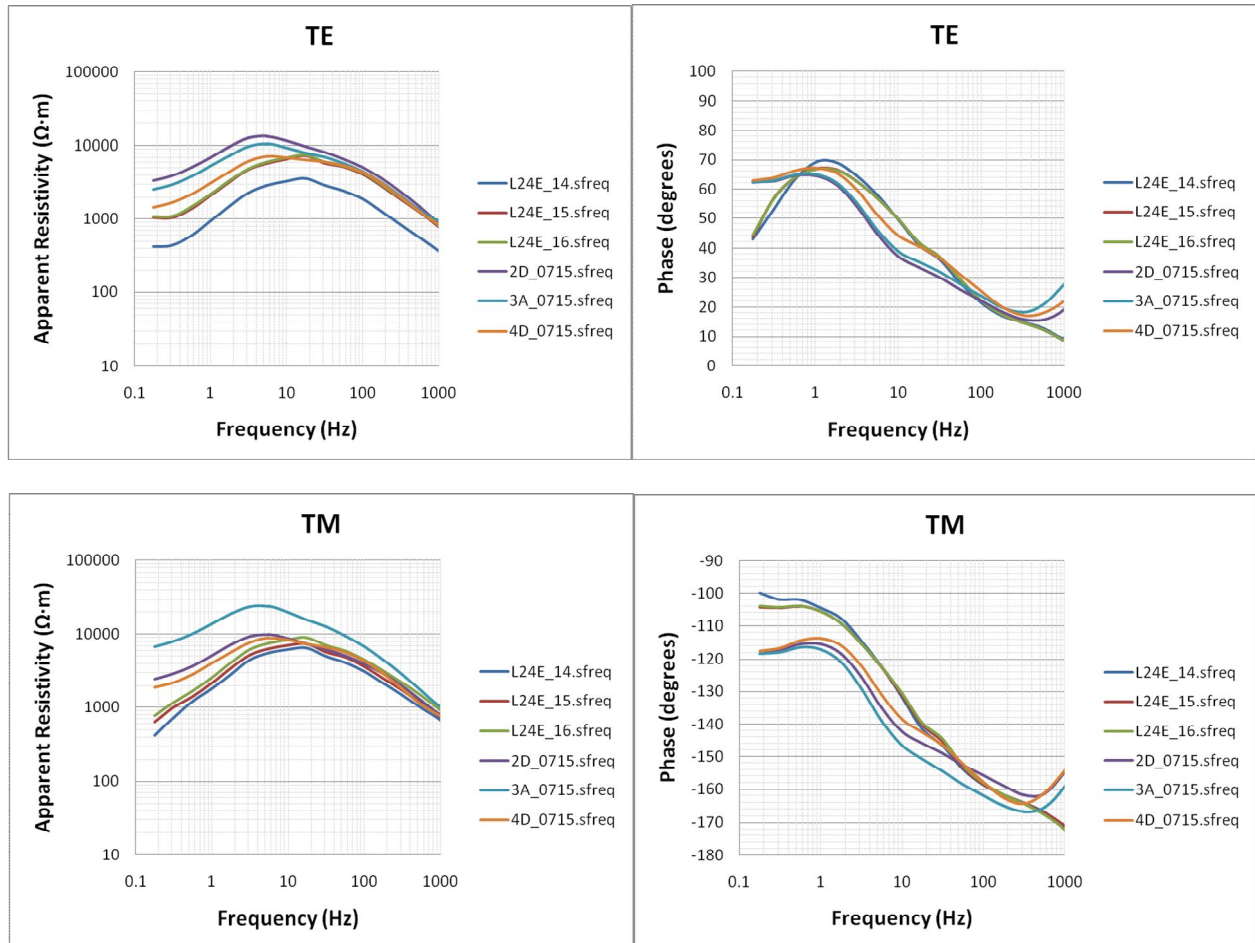 TE
Apparent Resistivity (Ω·m)
100000
10000
1000
100
10
0.1 1 10 100 1000
Frequency (Hz)
L24E_14.sfreq
L24E_15.sfreq
L24E_16.sfreq
2D_0715.sfreq
3A_0715.sfreq
4D_0715.sfreq
TE
Phase (degrees)
100
90
80
70
60
50
40
30
20
10
0
0.1 1 10 100 1000
Frequency (Hz)
L24E_14.sfreq
L24E_15.sfreq
L24E_16.sfreq
2D_0715.sfreq
3A_0715.sfreq
4D_0715.sfreq
TM
Apparent Resistivity (Ω·m)
100000
10000
1000
100
10
0.1 1 10 100 1000
Frequency (Hz)
L24E_14.sfreq
L24E_15.sfreq
L24E_16.sfreq
2D_0715.sfreq
3A_0715.sfreq
4D_0715.sfreq
TM
Phase (degrees)
-90
-100
-110
-120
-130
-140
-150
-160
-170
-180
0.1 1 10 100 1000
Frequency (Hz)
L24E_14.sfreq
L24E_15.sfreq
L24E_16.sfreq
2D_0715.sfreq
3A_0715.sfreq
4D_0715.sfreq